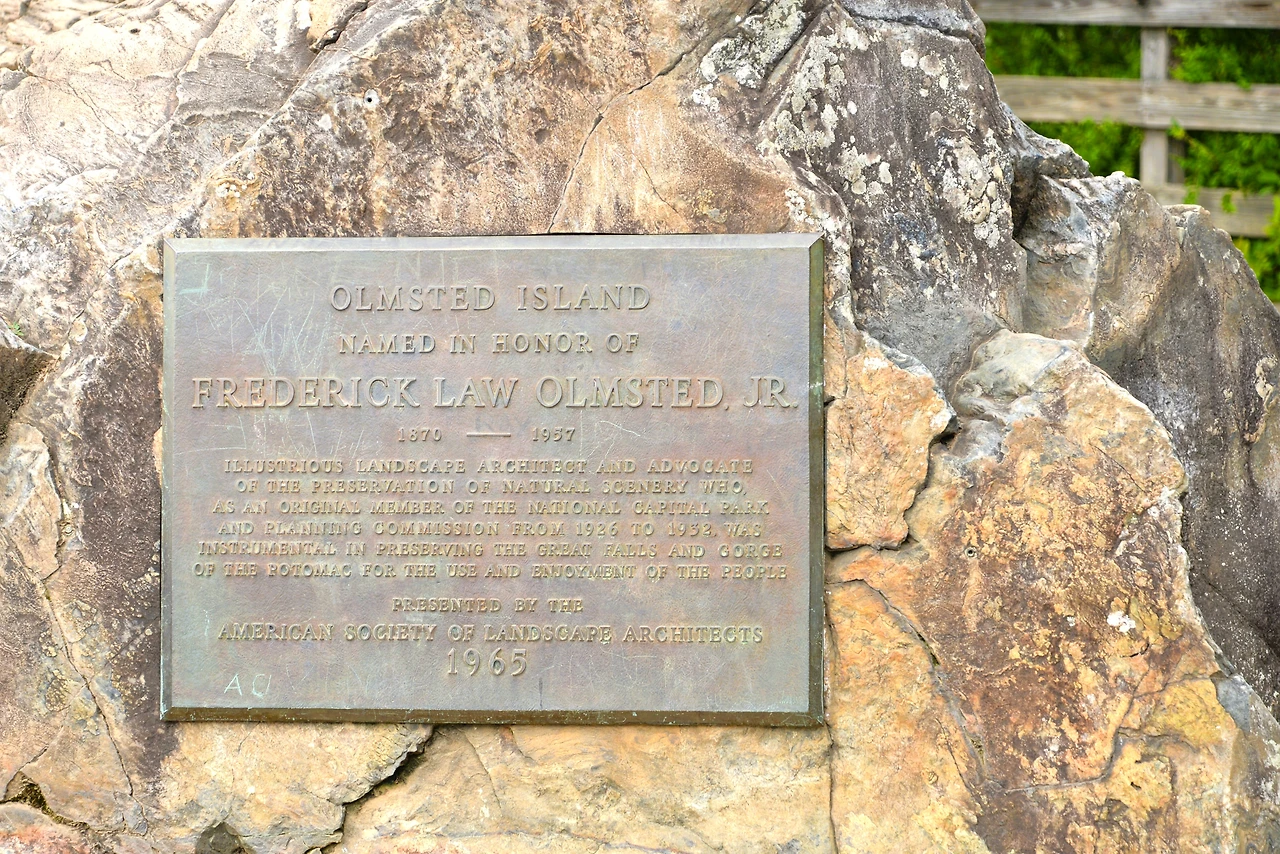 OLMSTED ISLAND
NAMED IN HONOR OF
FREDERICK LAW OLMSTED, JR.
1870 — 1957
ILLUSTRIOUS LANDSCAPE ARCHITECT AND ADVOCATE
OF THE PRESERVATION OF NATURAL SCENERY WHO,
AS AN ORIGINAL MEMBER OF THE NATIONAL CAPITAL PARK
AND PLANNING COMMISSION FROM 1926 TO 1932, WAS
INSTRUMENTAL IN PRESERVING THE GREAT FALLS AND GORGE
OF THE POTOMAC FOR THE USE AND ENJOYMENT OF THE PEOPLE
PRESENTED BY THE
AMERICAN SOCIETY OF LANDSCAPE ARCHITECTS
1965